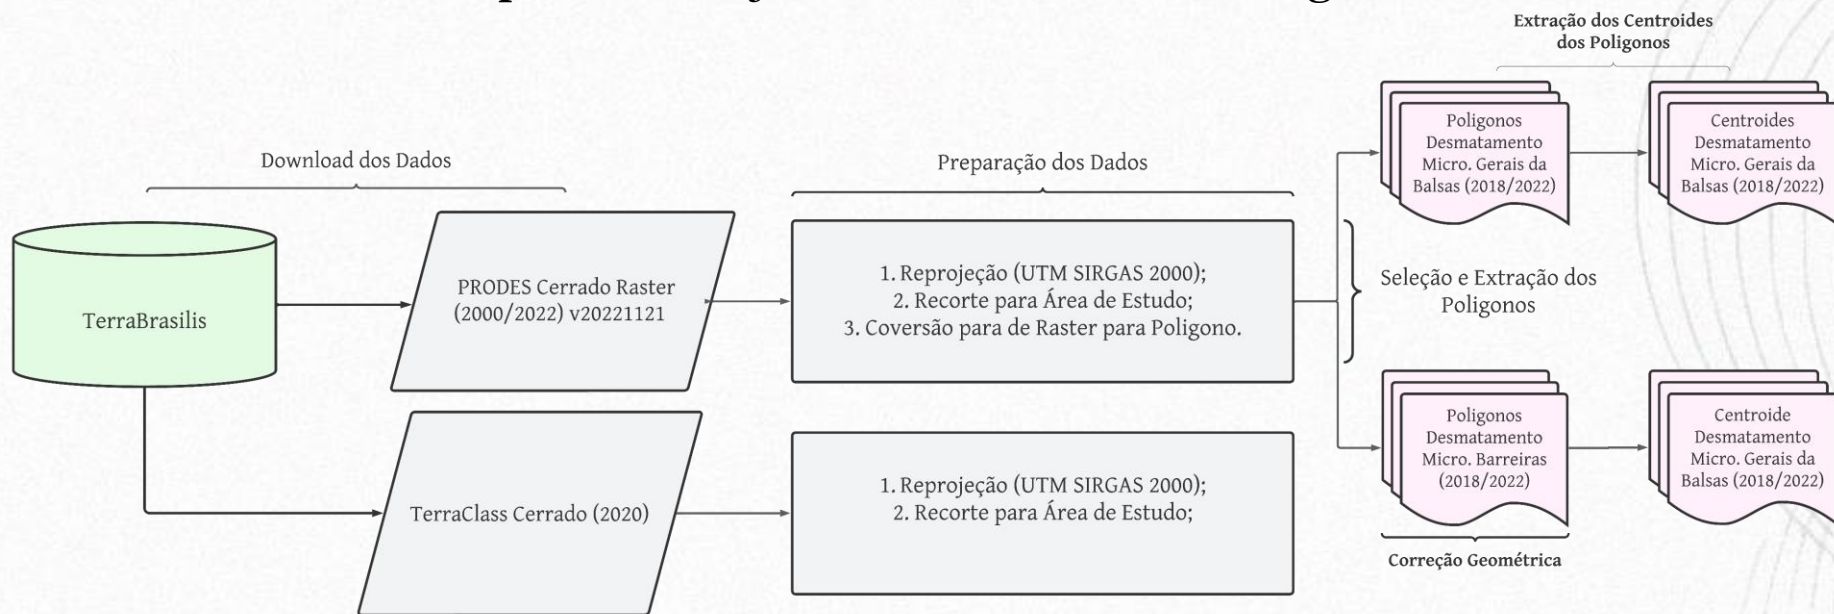 Extração dos Centroides
dos Poligonos
Download dos Dados
Preparação dos Dados
TerraBrasilis
PRODES Cerrado Raster
(2000/2022) v20221121
1. Reprojeção (UTM SIRGAS 2000);
2. Recorte para Área de Estudo;
3. Coversão para de Raster para Poligono.
Poligonos
Desmatamento
Micro. Gerais da
Balsas (2018/2022)
Centroides
Desmatamento
Micro. Gerais da
Balsas (2018/2022)
Seleção e Extração dos
Poligonos
TerraClass Cerrado (2020)
1. Reprojeção (UTM SIRGAS 2000);
2. Recorte para Área de Estudo;
Poligonos
Desmatamento
Micro. Barreiras
(2018/2022)
Centroide
Desmatamento
Micro. Gerais da
Balsas (2018/2022)
Correção Geométrica